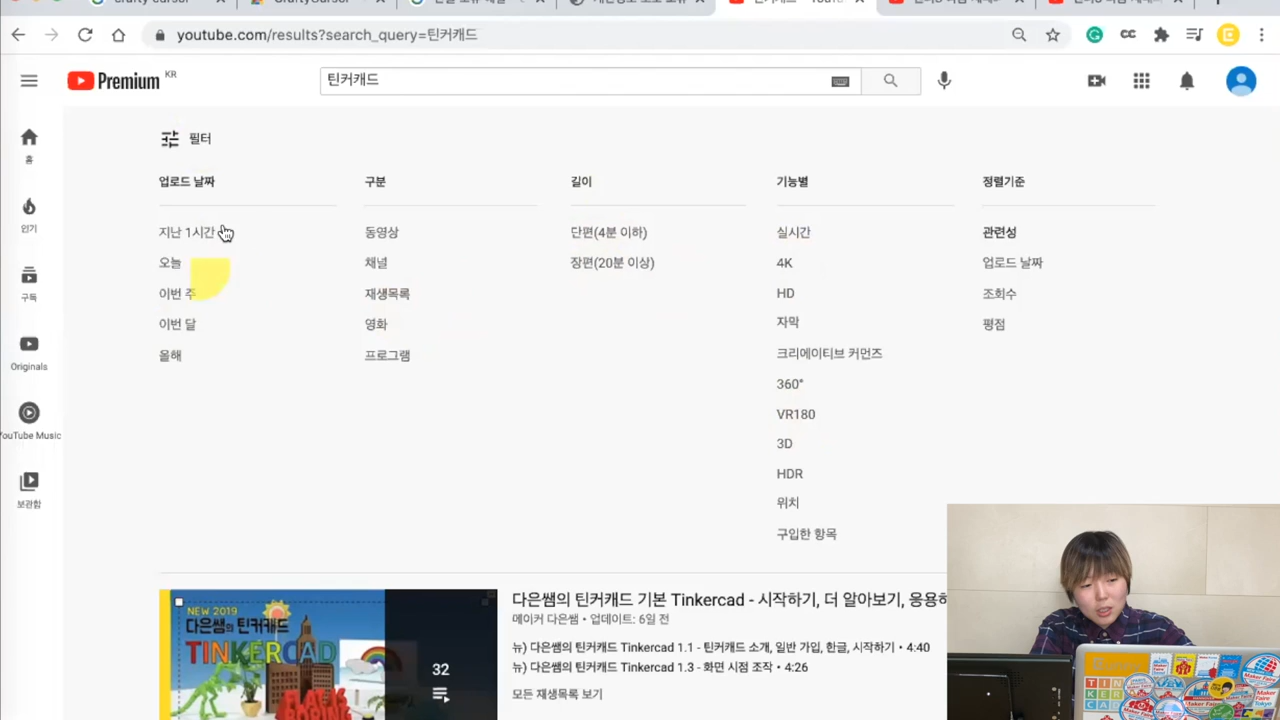 youtube.com/results?search_query=틴커캐드
CC
Premium KR
틴커캐드
홈
인기
구독
Originals
YouTube Music
보관함
필터
업로드 날짜
지난 1시간
오늘
이번 주
이번 달
올해
구분
동영상
채널
재생목록
영화
프로그램
길이
단편(4분 이하)
장편(20분 이상)
기능별
실시간
4K
HD
자막
크리에이티브 커먼즈
360°
VR180
3D
HDR
위치
구입한 항목
정렬기준
관련성
업로드 날짜
조회수
평점
NEW 2019
다은쌤의 틴커캐드
TINKERCAD
32
다은쌤의 틴커캐드 기본 Tinkercad - 시작하기, 더 알아보기, 응용하
메이커 다은쌤 • 업데이트: 6일 전
뉴) 다은쌤의 틴커캐드 Tinkercad 1.1 - 틴커캐드 소개, 일반 가입, 한글, 시작하기 • 4:40
뉴) 다은쌤의 틴커캐드 Tinkercad 1.3 - 화면 시점 조작 • 4:26
모든 재생목록 보기